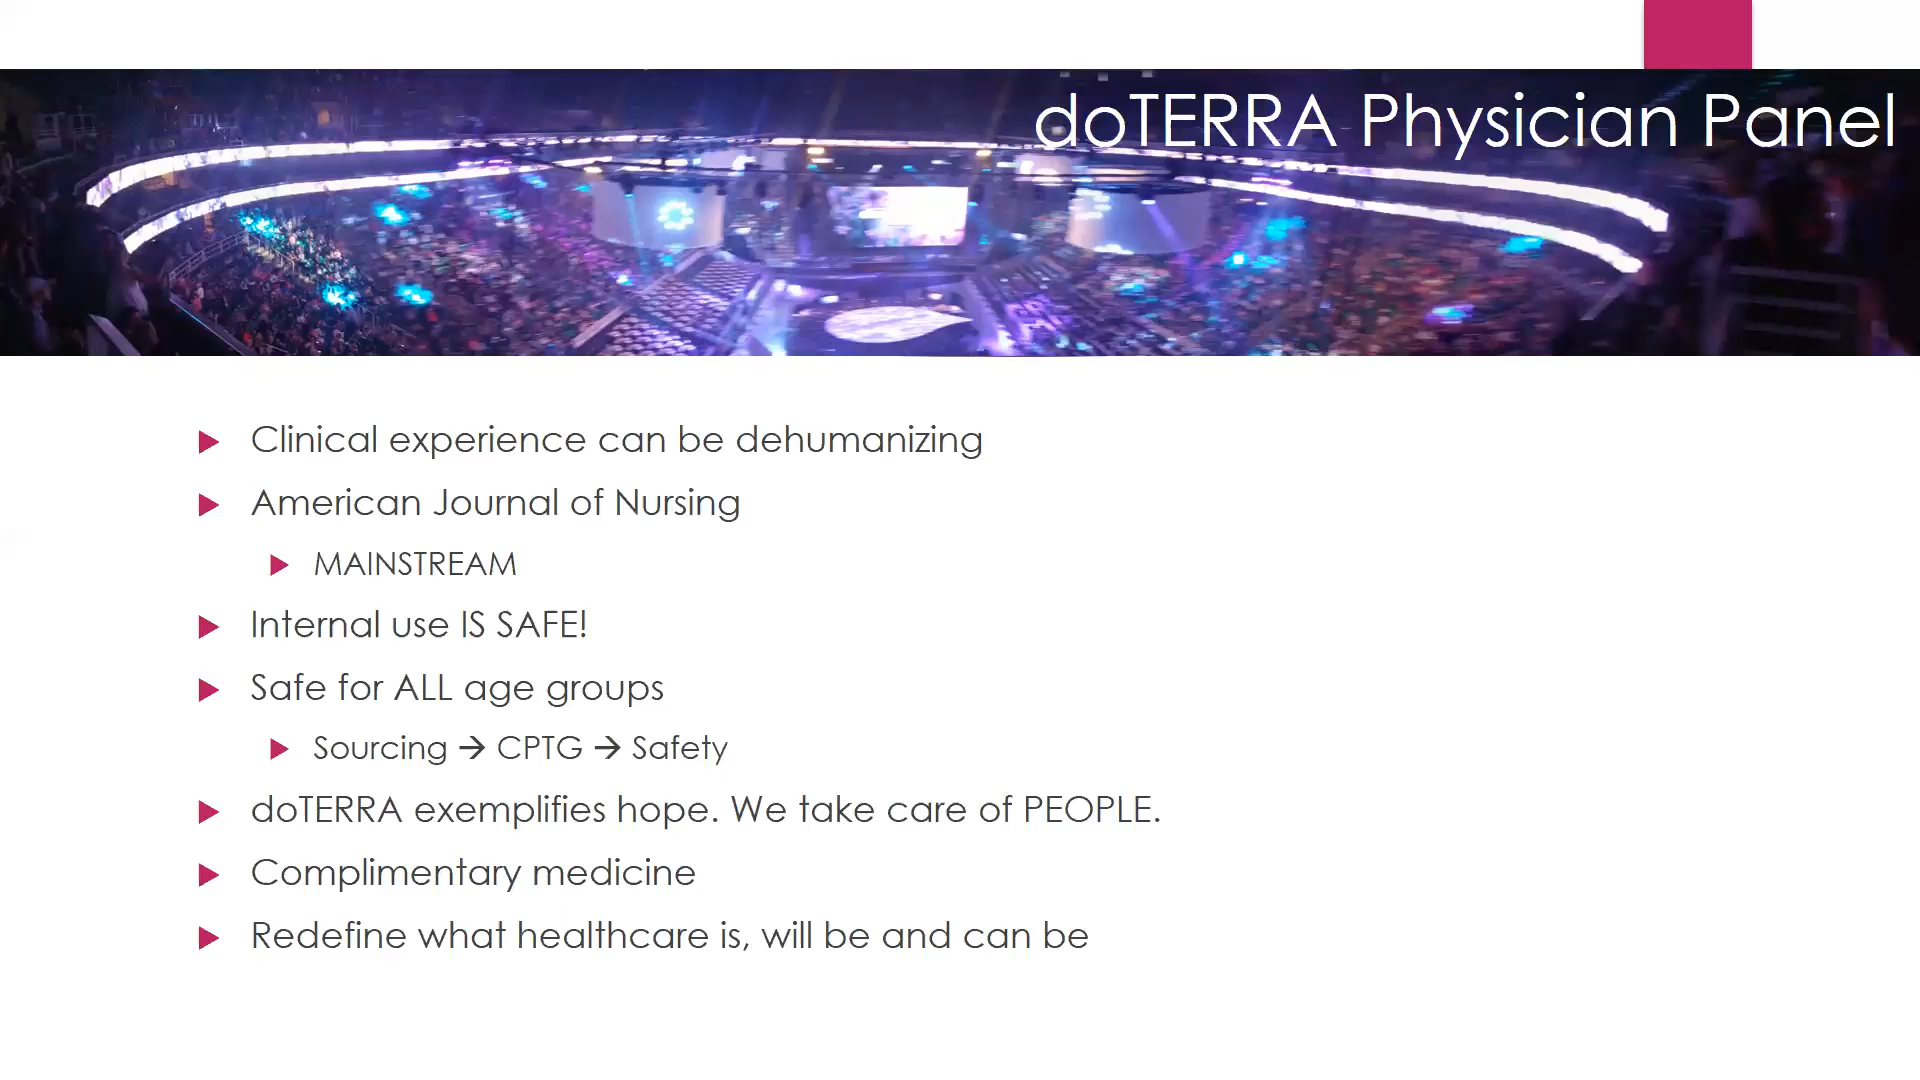 doTERRA Physician Panel
Clinical experience can be dehumanizing
American Journal of Nursing
MAINSTREAM
Internal use IS SAFE!
Safe for ALL age groups
Sourcing → CPTG → Safety
doTERRA exemplifies hope. We take care of PEOPLE.
Complimentary medicine
Redefine what healthcare is, will be and can be